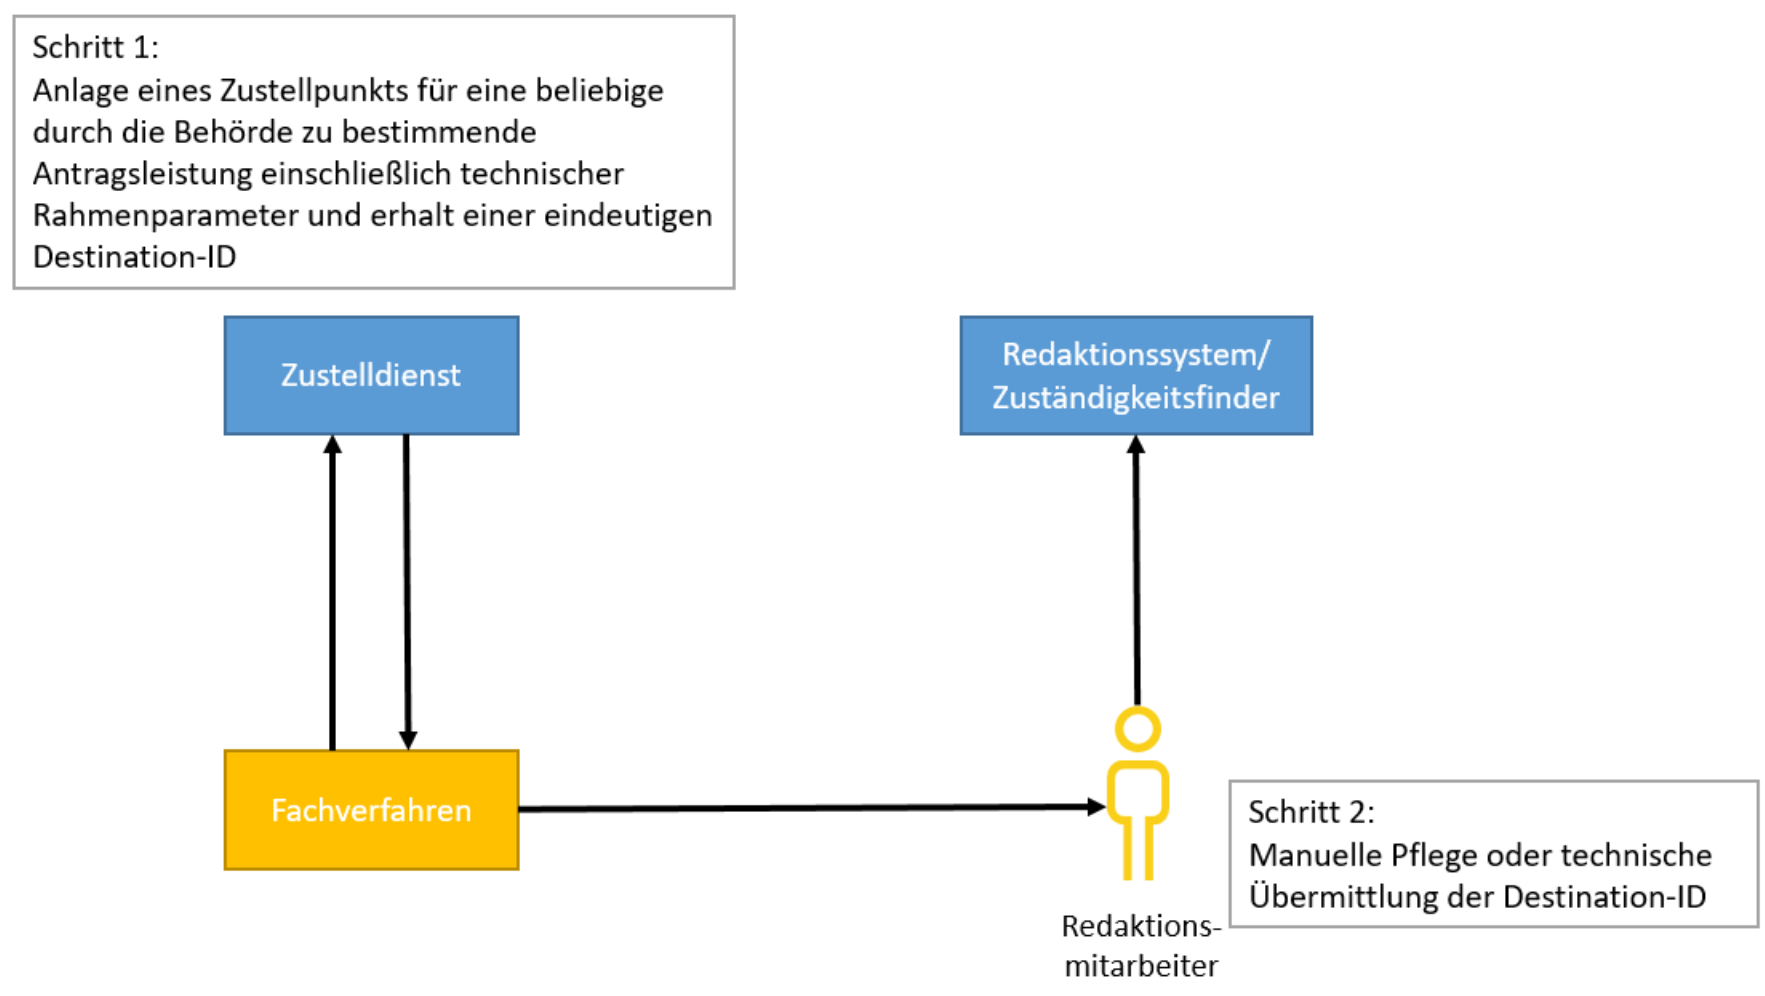 Schritt 1:
Anlage eines Zustellpunkts für eine beliebige
durch die Behörde zu bestimmende
Antragsleistung einschließlich technischer
Rahmenparameter und erhalt einer eindeutigen
Destination-ID
Zustelldienst
Redaktionssystem/
Zuständigkeitsfinder
Fachverfahren
Schritt 2:
Manuelle Pflege oder technische
Übermittlung der Destination-ID
Redaktions-
mitarbeiter